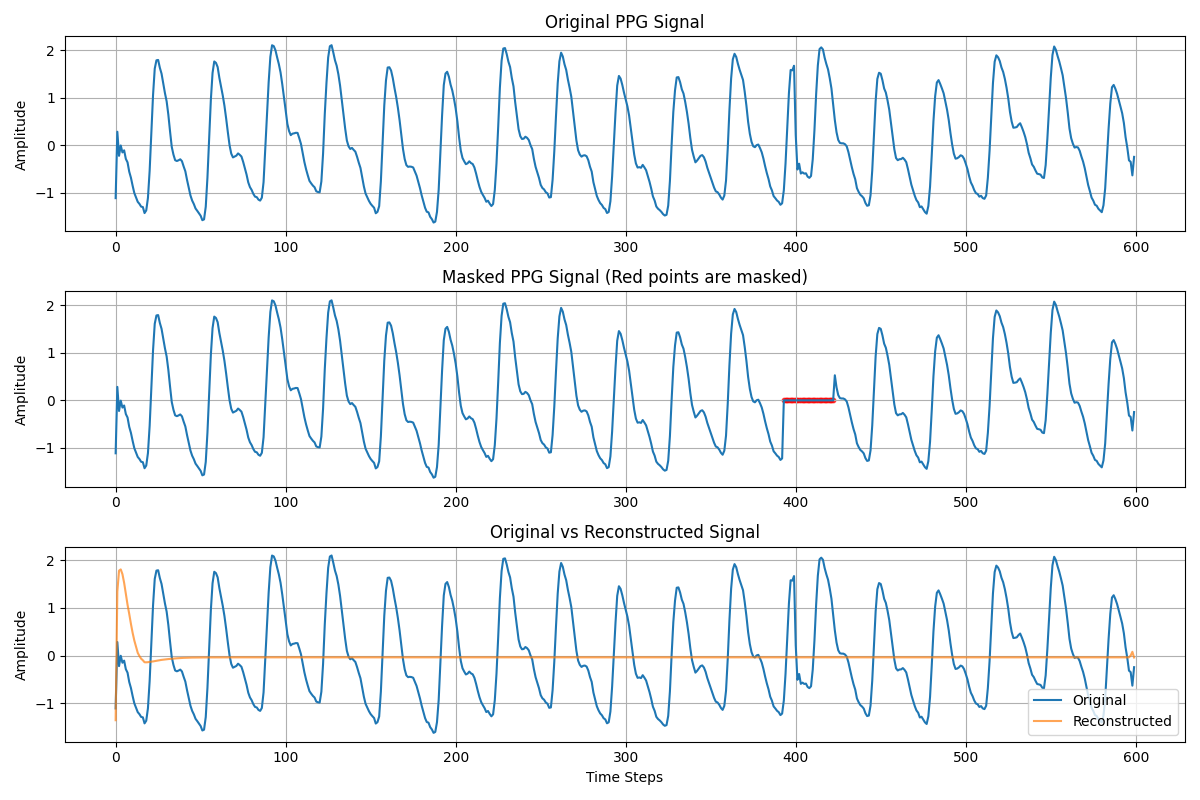 Original PPG Signal
2
1
0
−1
Amplitude
0 100 200 300 400 500 600
Masked PPG Signal (Red points are masked)
2
1
0
−1
Amplitude
0 100 200 300 400 500 600
Original vs Reconstructed Signal
2
1
0
−1
Amplitude
Original
Reconstructed
0 100 200 300 400 500 600
Time Steps